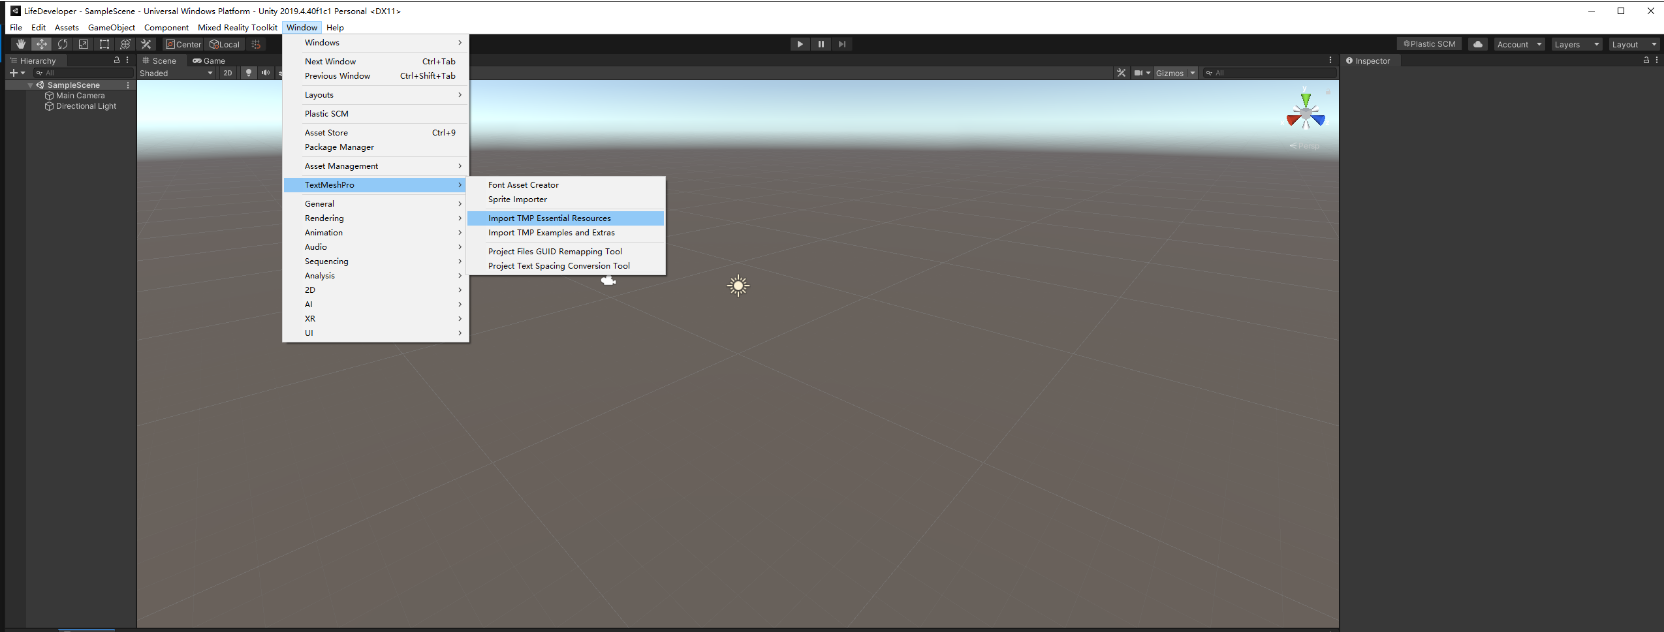 LifeDeveloper - SampleScene - Universal Windows Platform - Unity 2019.4.40f1c1 Personal <DX11>
File Edit Assets GameObject Component Mixed Reality Toolkit Window Help
Center Local
Plastic SCM Account Layers Layout
Hierarchy
Scene Game
Inspector
All
Shaded 2D
Gizmos All
SampleScene
Main Camera
Directional Light
Windows
Next Window Ctrl+Tab
Previous Window Ctrl+Shift+Tab
Layouts
Plastic SCM
Asset Store Ctrl+9
Package Manager
Asset Management
TextMeshPro
General
Rendering
Animation
Audio
Sequencing
Analysis
2D
AI
XR
UI
Font Asset Creator
Sprite Importer
Import TMP Essential Resources
Import TMP Examples and Extras
Project Files GUID Remapping Tool
Project Text Spacing Conversion Tool
Persp